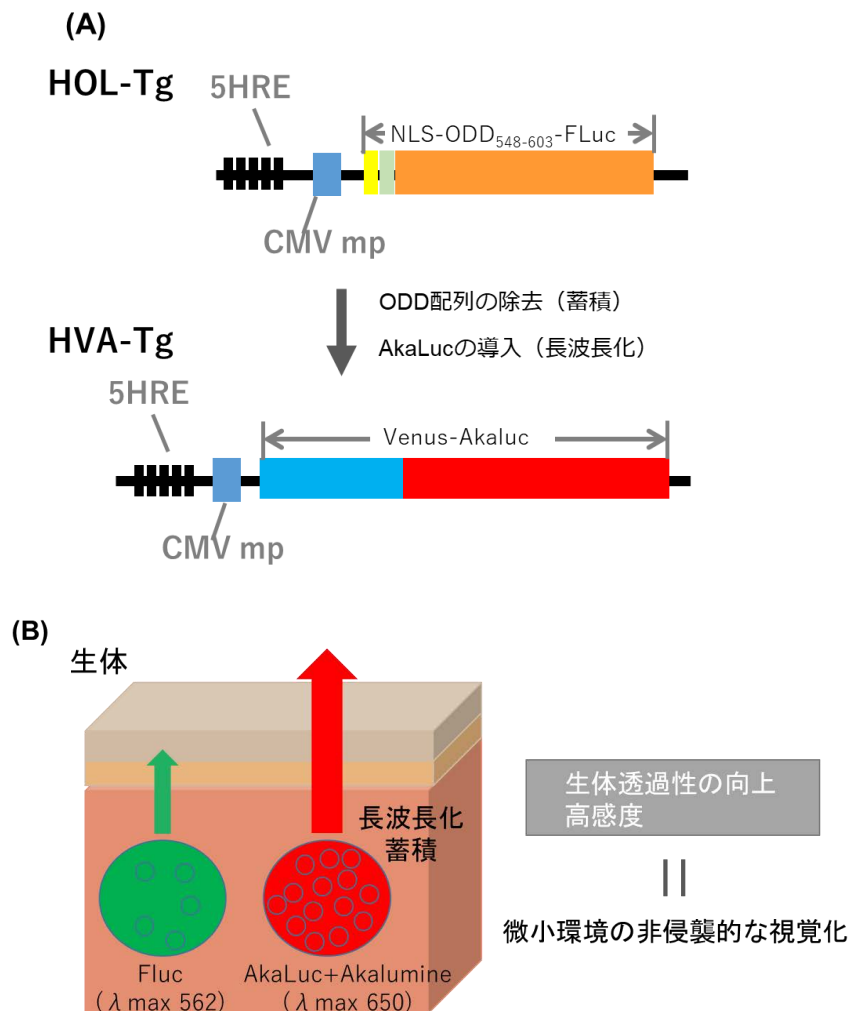 (A)
HOL-Tg
5HRE
NLS-ODD548-603-FLuc
CMV mp
ODD配列の除去（蓄積）
AkaLucの導入（長波長化）
HVA-Tg
5HRE
Venus-Akaluc
CMV mp
(B)
生体
長波長化
蓄積
Fluc
(λmax 562)
AkaLuc+Akalumine
(λmax 650)
生体透過性の向上
高感度
微小環境の非侵襲的な視覚化